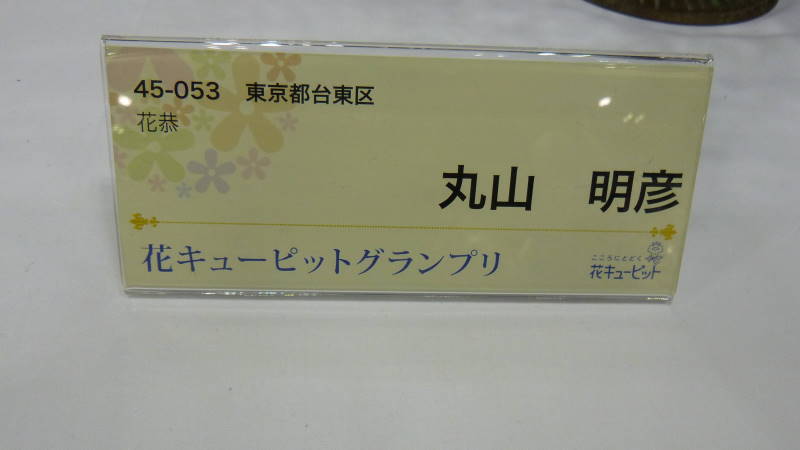 45-053　東京都台東区
花恭
丸山　明彦
花キューピットグランプリ
こころにとどく
花キューピット